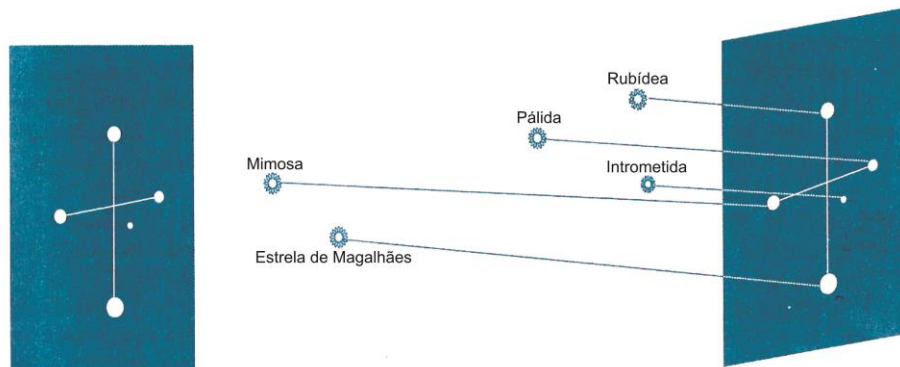 Rubídea
Pálida
Mimosa
Intrometida
Estrela de Magalhães